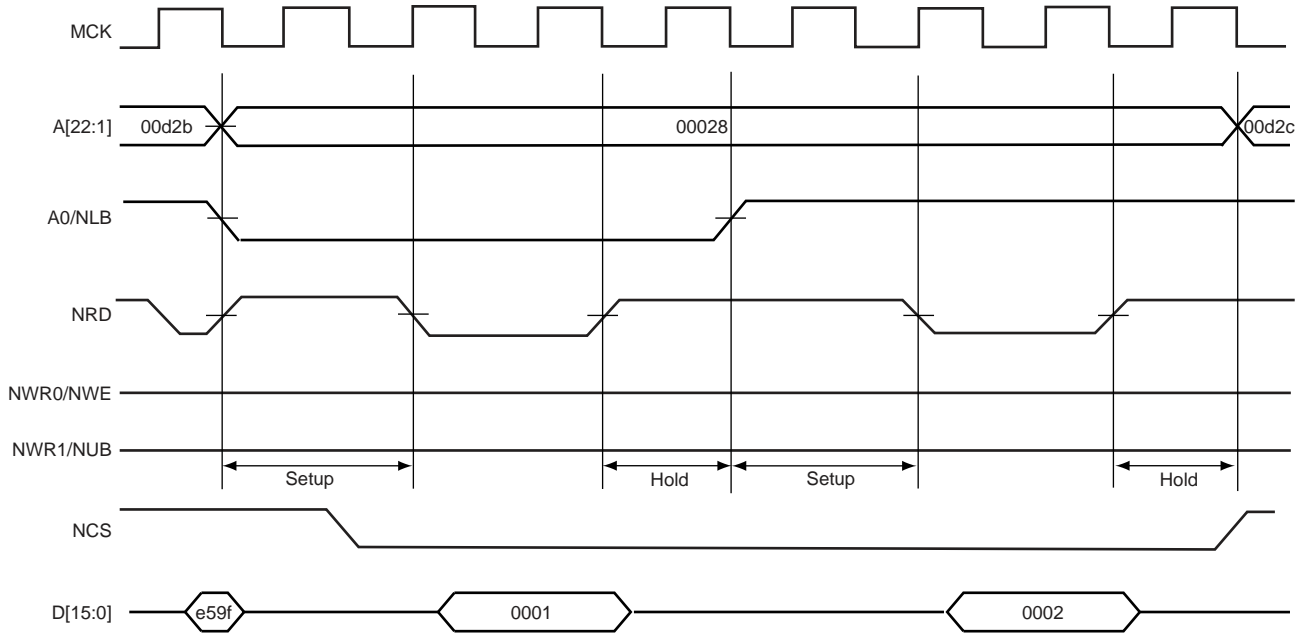 MCK
A[22:1] 00d2b 00028 00d2c
A0/NLB
NRD
NWR0/NWE
NWR1/NUB
Setup Hold Setup Hold
NCS
D[15:0] e59f 0001 0002